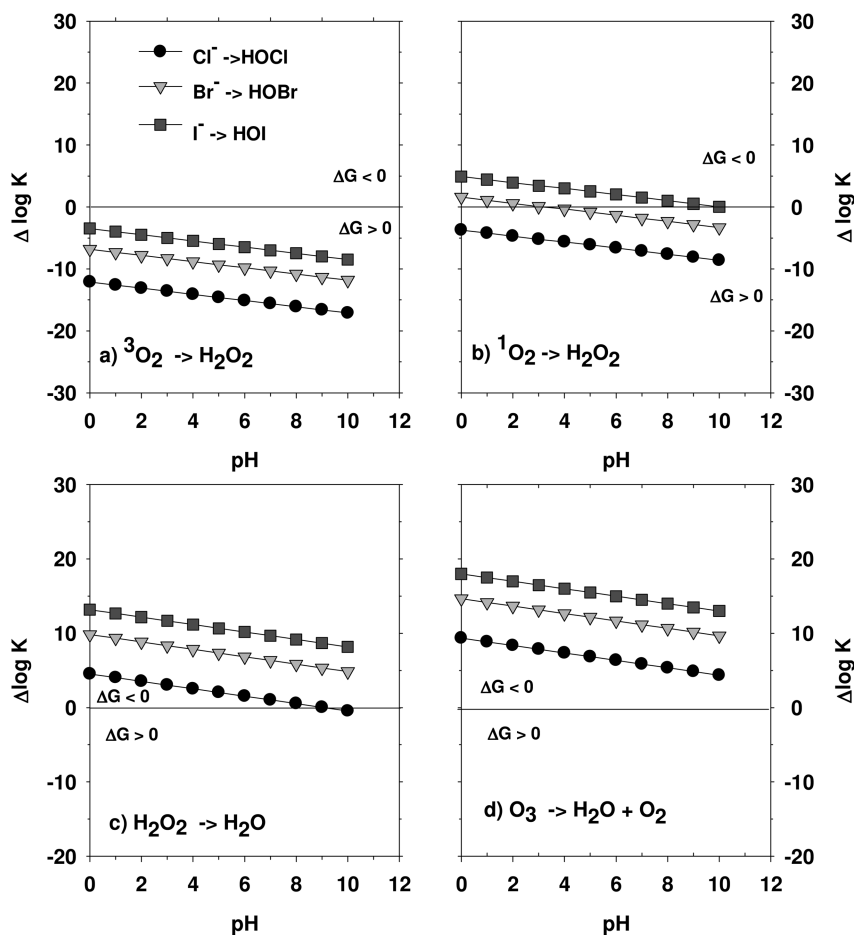 30
20
10
0
-10
-20
-30
Δ log K
Cl⁻ ->HOCl
Br⁻ -> HOBr
I⁻ -> HOI
ΔG < 0
ΔG > 0
a) ³O₂ -> H₂O₂
0 2 4 6 8 10 12
pH
30
20
10
0
-10
-20
-30
Δ log K
ΔG < 0
ΔG > 0
b) ¹O₂ -> H₂O₂
0 2 4 6 8 10 12
pH
30
20
10
0
-10
-20
Δlog K
ΔG < 0
ΔG > 0
c) H₂O₂ -> H₂O
0 2 4 6 8 10 12
pH
30
20
10
0
-10
-20
Δlog K
ΔG < 0
ΔG > 0
d) O₃ -> H₂O + O₂
0 2 4 6 8 10 12
pH